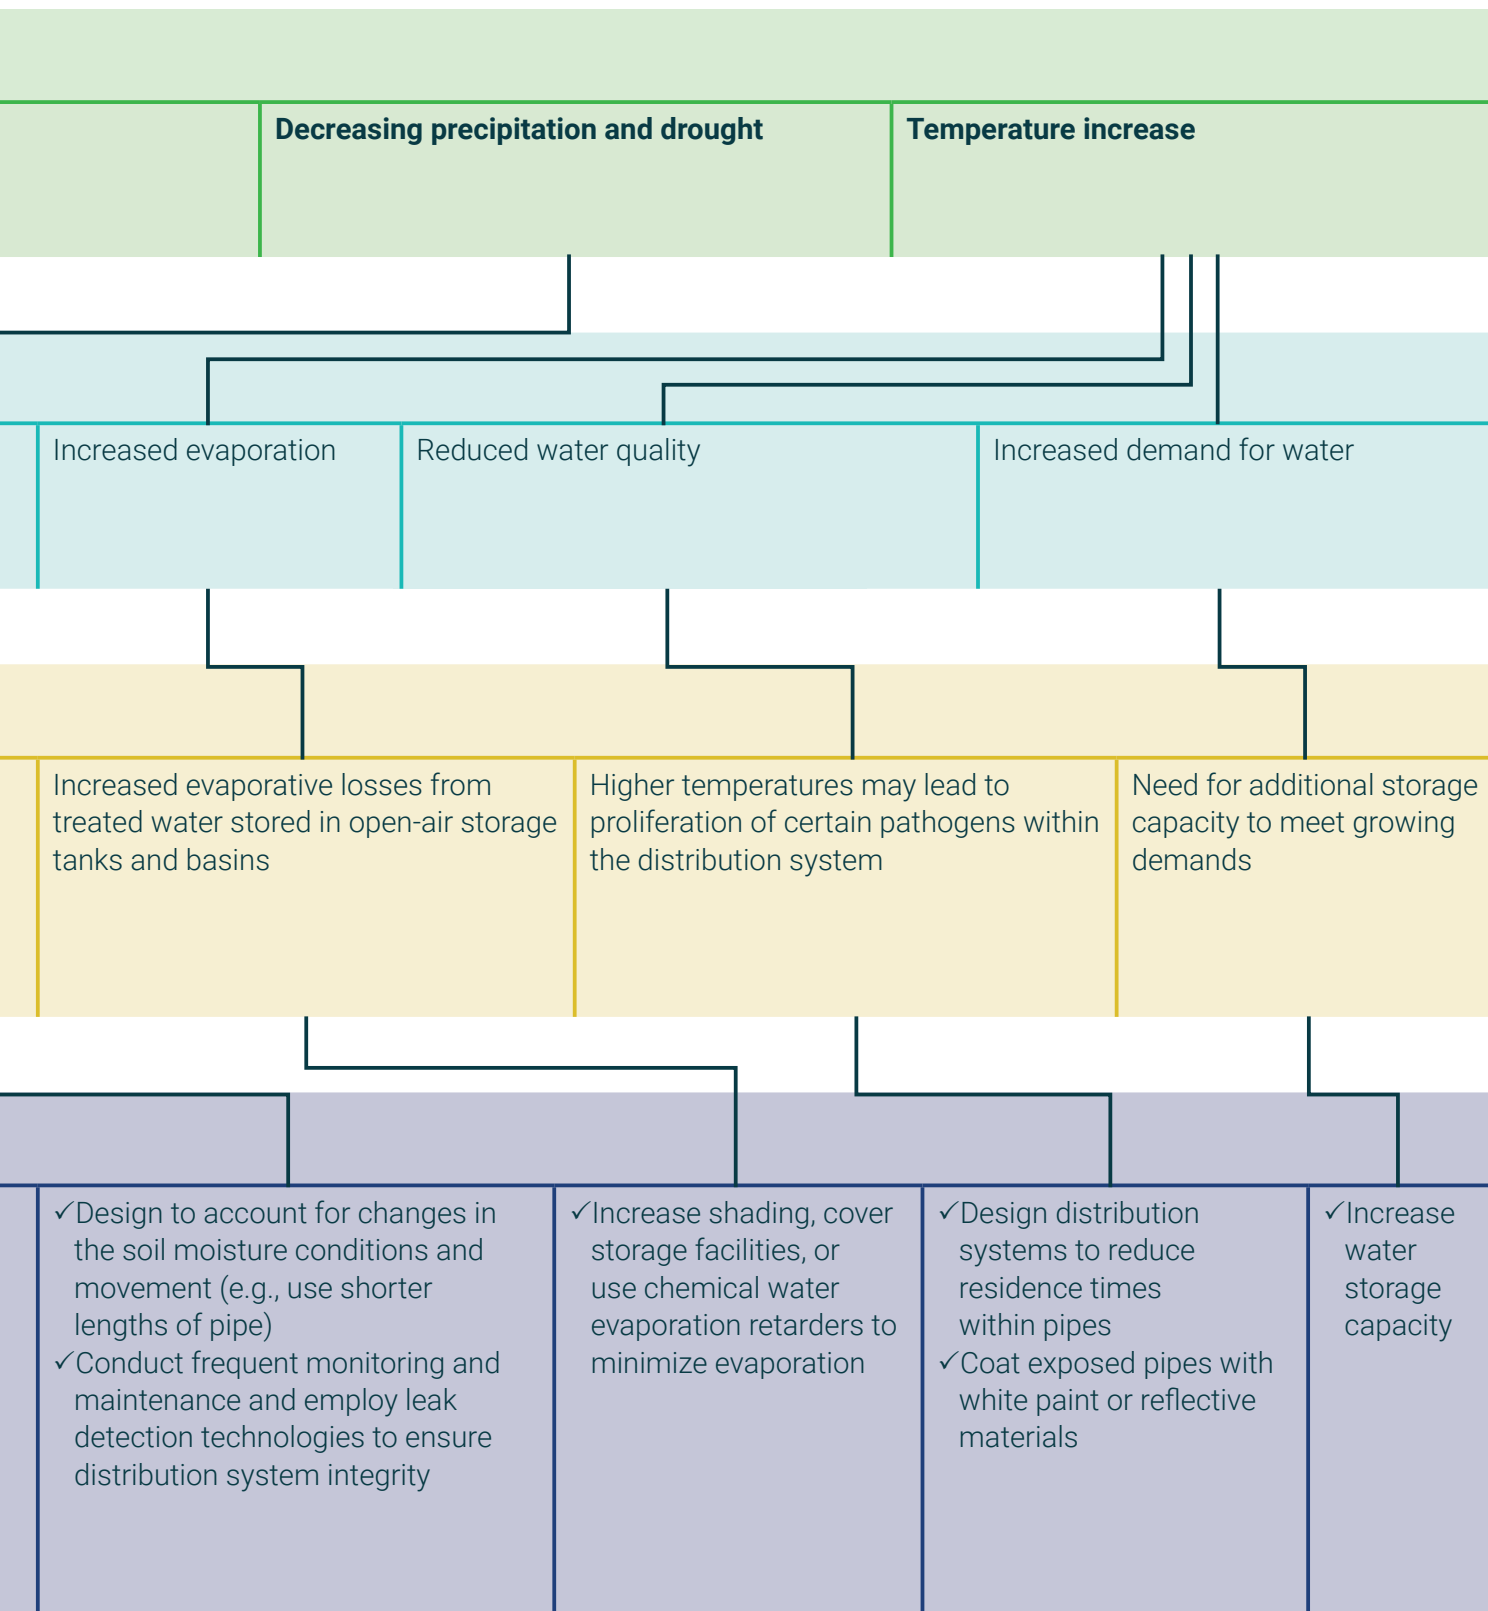 Decreasing precipitation and drought
Temperature increase
Increased evaporation
Reduced water quality
Increased demand for water
Increased evaporative losses from
treated water stored in open-air storage
tanks and basins
Higher temperatures may lead to
proliferation of certain pathogens within
the distribution system
Need for additional storage
capacity to meet growing
demands
✓Design to account for changes in
the soil moisture conditions and
movement (e.g., use shorter
lengths of pipe)
✓Conduct frequent monitoring and
maintenance and employ leak
detection technologies to ensure
distribution system integrity
✓Increase shading, cover
storage facilities, or
use chemical water
evaporation retarders to
minimize evaporation
✓Design distribution
systems to reduce
residence times
within pipes
✓Coat exposed pipes with
white paint or reflective
materials
✓Increase
water
storage
capacity